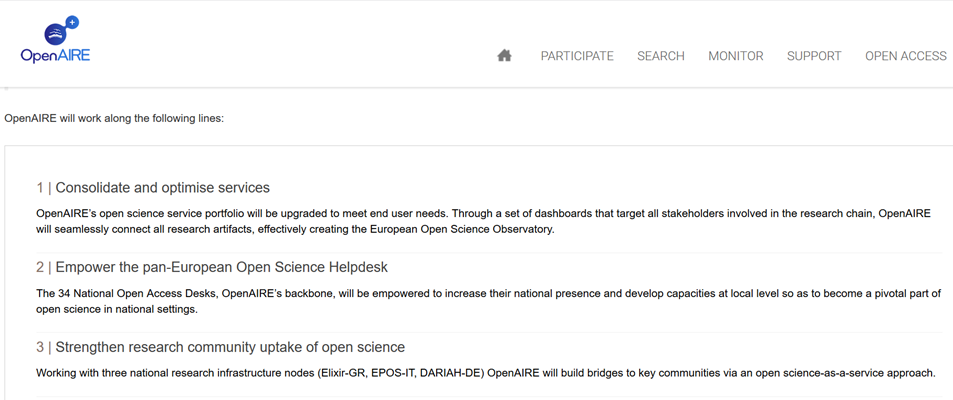 OpenAIRE
PARTICIPATE SEARCH MONITOR SUPPORT OPEN ACCESS
OpenAIRE will work along the following lines:
1 | Consolidate and optimise services
OpenAIRE's open science service portfolio will be upgraded to meet end user needs. Through a set of dashboards that target all stakeholders involved in the research chain, OpenAIRE
will seamlessly connect all research artifacts, effectively creating the European Open Science Observatory.
2 | Empower the pan-European Open Science Helpdesk
The 34 National Open Access Desks, OpenAIRE's backbone, will be empowered to increase their national presence and develop capacities at local level so as to become a pivotal part of
open science in national settings.
3 | Strengthen research community uptake of open science
Working with three national research infrastructure nodes (Elixir-GR, EPOS-IT, DARIAH-DE) OpenAIRE will build bridges to key communities via an open science-as-a-service approach.